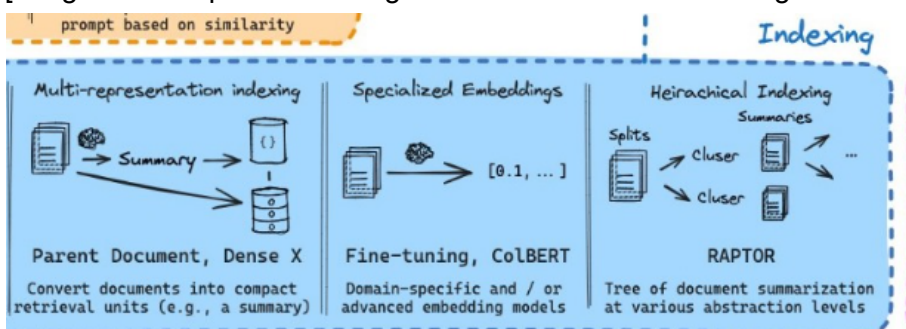 prompt based on similarity
Indexing
Multi-representation indexing
Summary
{}
Parent Document, Dense X
Convert documents into compact
retrieval units (e.g., a summary)
Specialized Embeddings
[0.1, ... ]
Fine-tuning, ColBERT
Domain-specific and / or
advanced embedding models
Heirachical Indexing
Summaries
Splits
Cluser
...
Cluser
RAPTOR
Tree of document summarization
at various abstraction levels